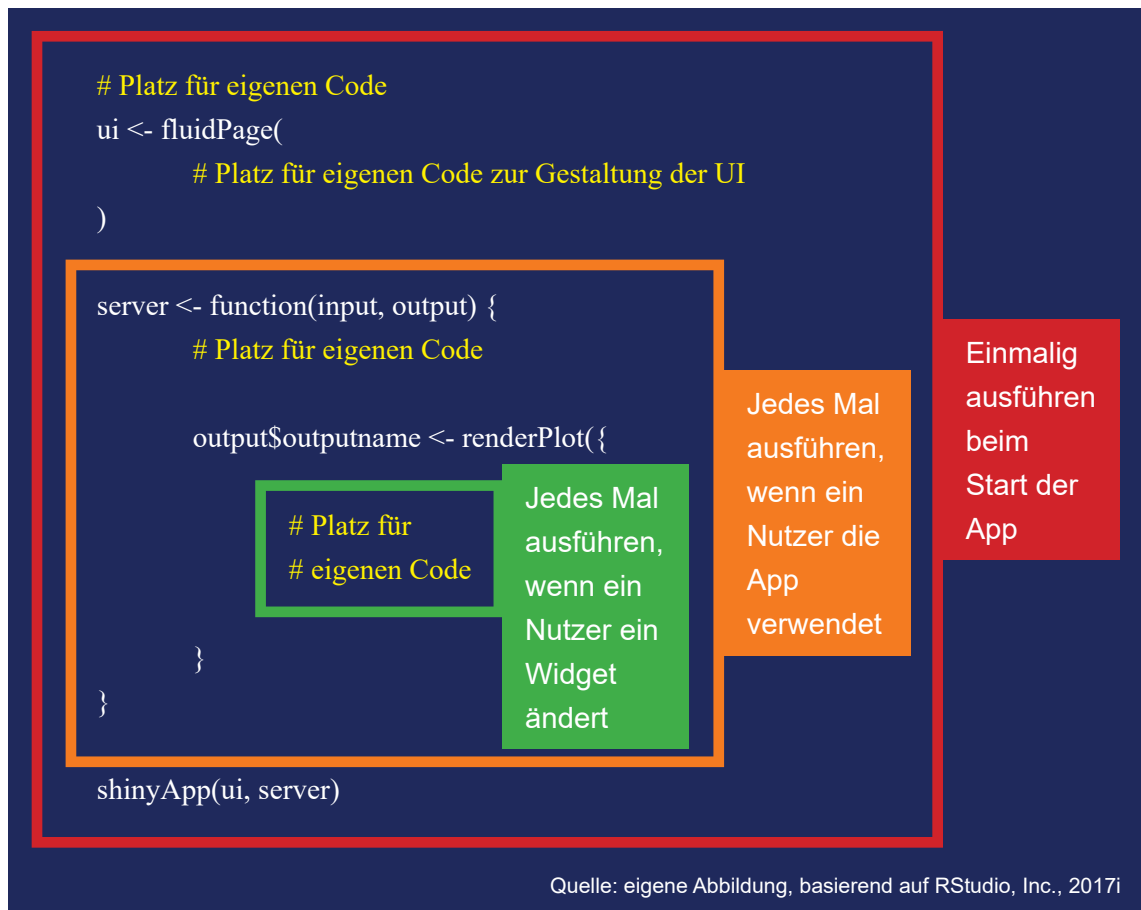 # Platz für eigenen Code
ui <- fluidPage(
# Platz für eigenen Code zur Gestaltung der UI
)
server <- function(input, output) {
# Platz für eigenen Code
output$outputname <- renderPlot({
# Platz für
# eigenen Code
}
}
shinyApp(ui, server)
Jedes Mal
ausführen,
wenn ein
Nutzer ein
Widget
ändert
Jedes Mal
ausführen,
wenn ein
Nutzer die
App
verwendet
Einmalig
ausführen
beim
Start der
App
Quelle: eigene Abbildung, basierend auf RStudio, Inc., 2017i